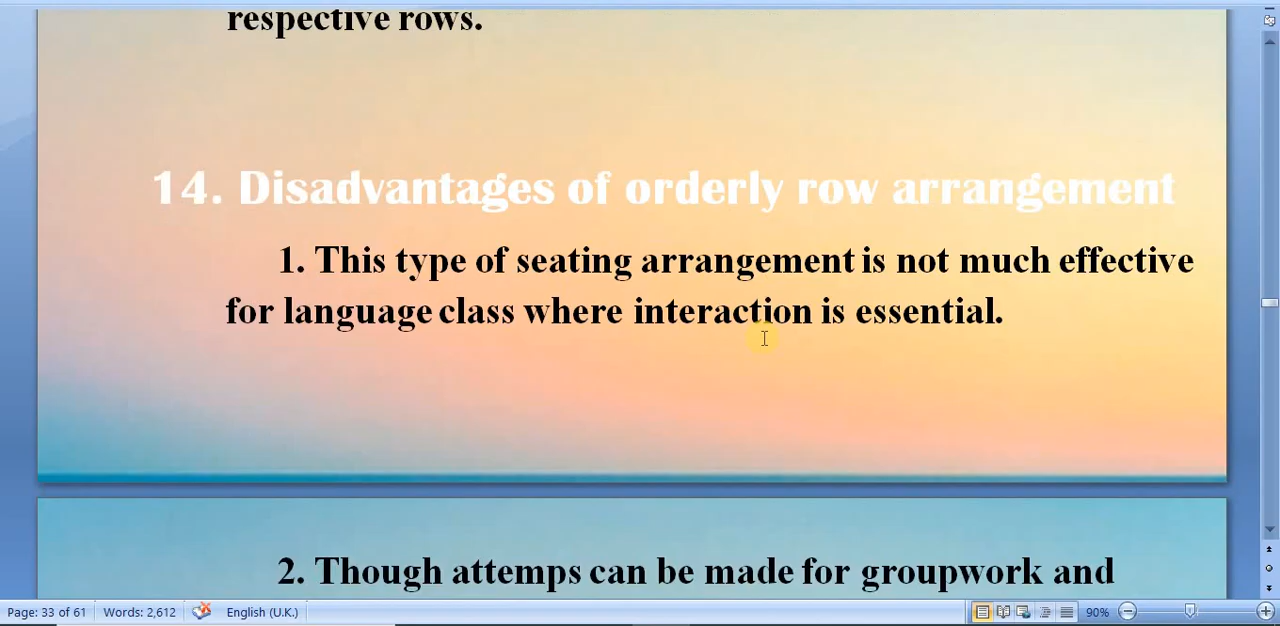 respective rows.
14. Disadvantages of orderly row arrangement
1. This type of seating arrangement is not much effective
for language class where interaction is essential.
2. Though attemps can be made for groupwork and
Page: 33 of 61 Words: 2,612 English (U.K.) 90%